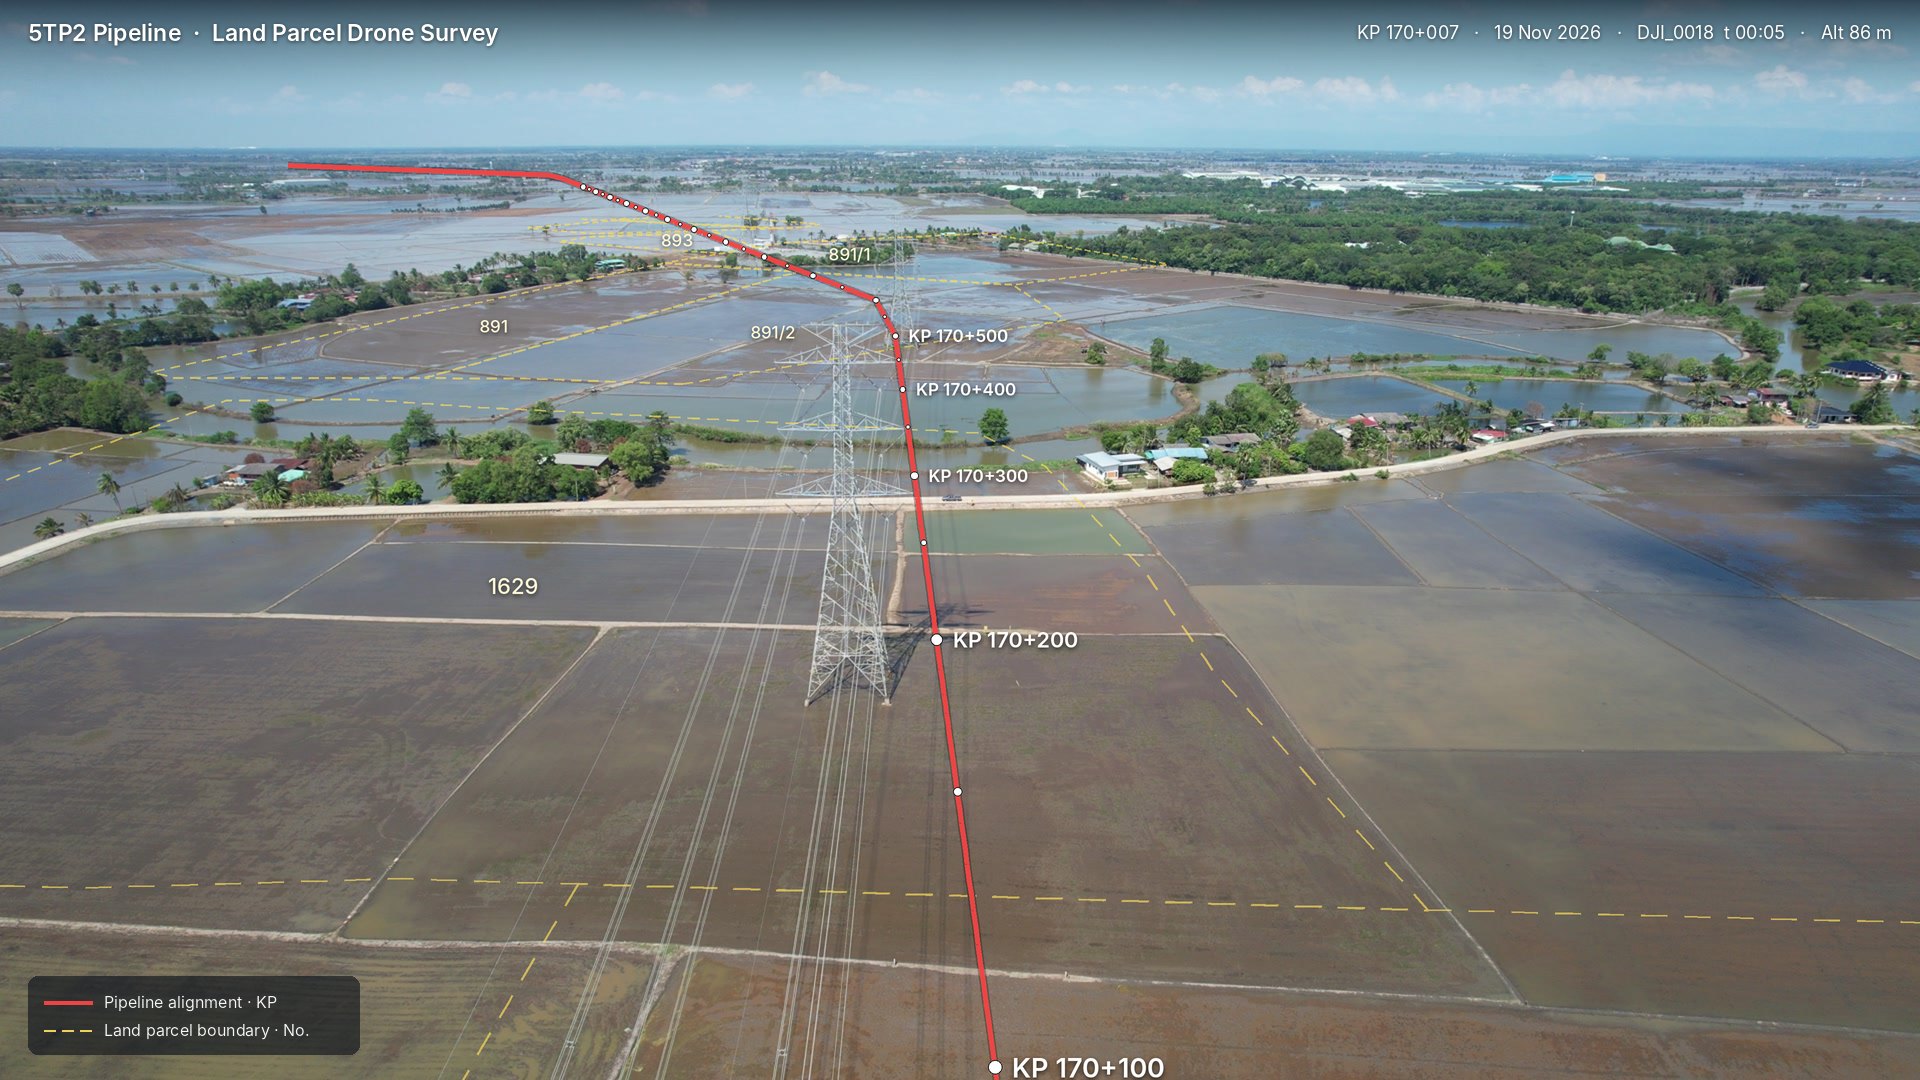 5TP2 Pipeline · Land Parcel Drone Survey
KP 170+007 · 19 Nov 2026 · DJI_0018 t 00:05 · Alt 86 m
893
891/1
891
891/2
KP 170+500
KP 170+400
KP 170+300
1629
KP 170+200
KP 170+100
Pipeline alignment · KP
Land parcel boundary · No.